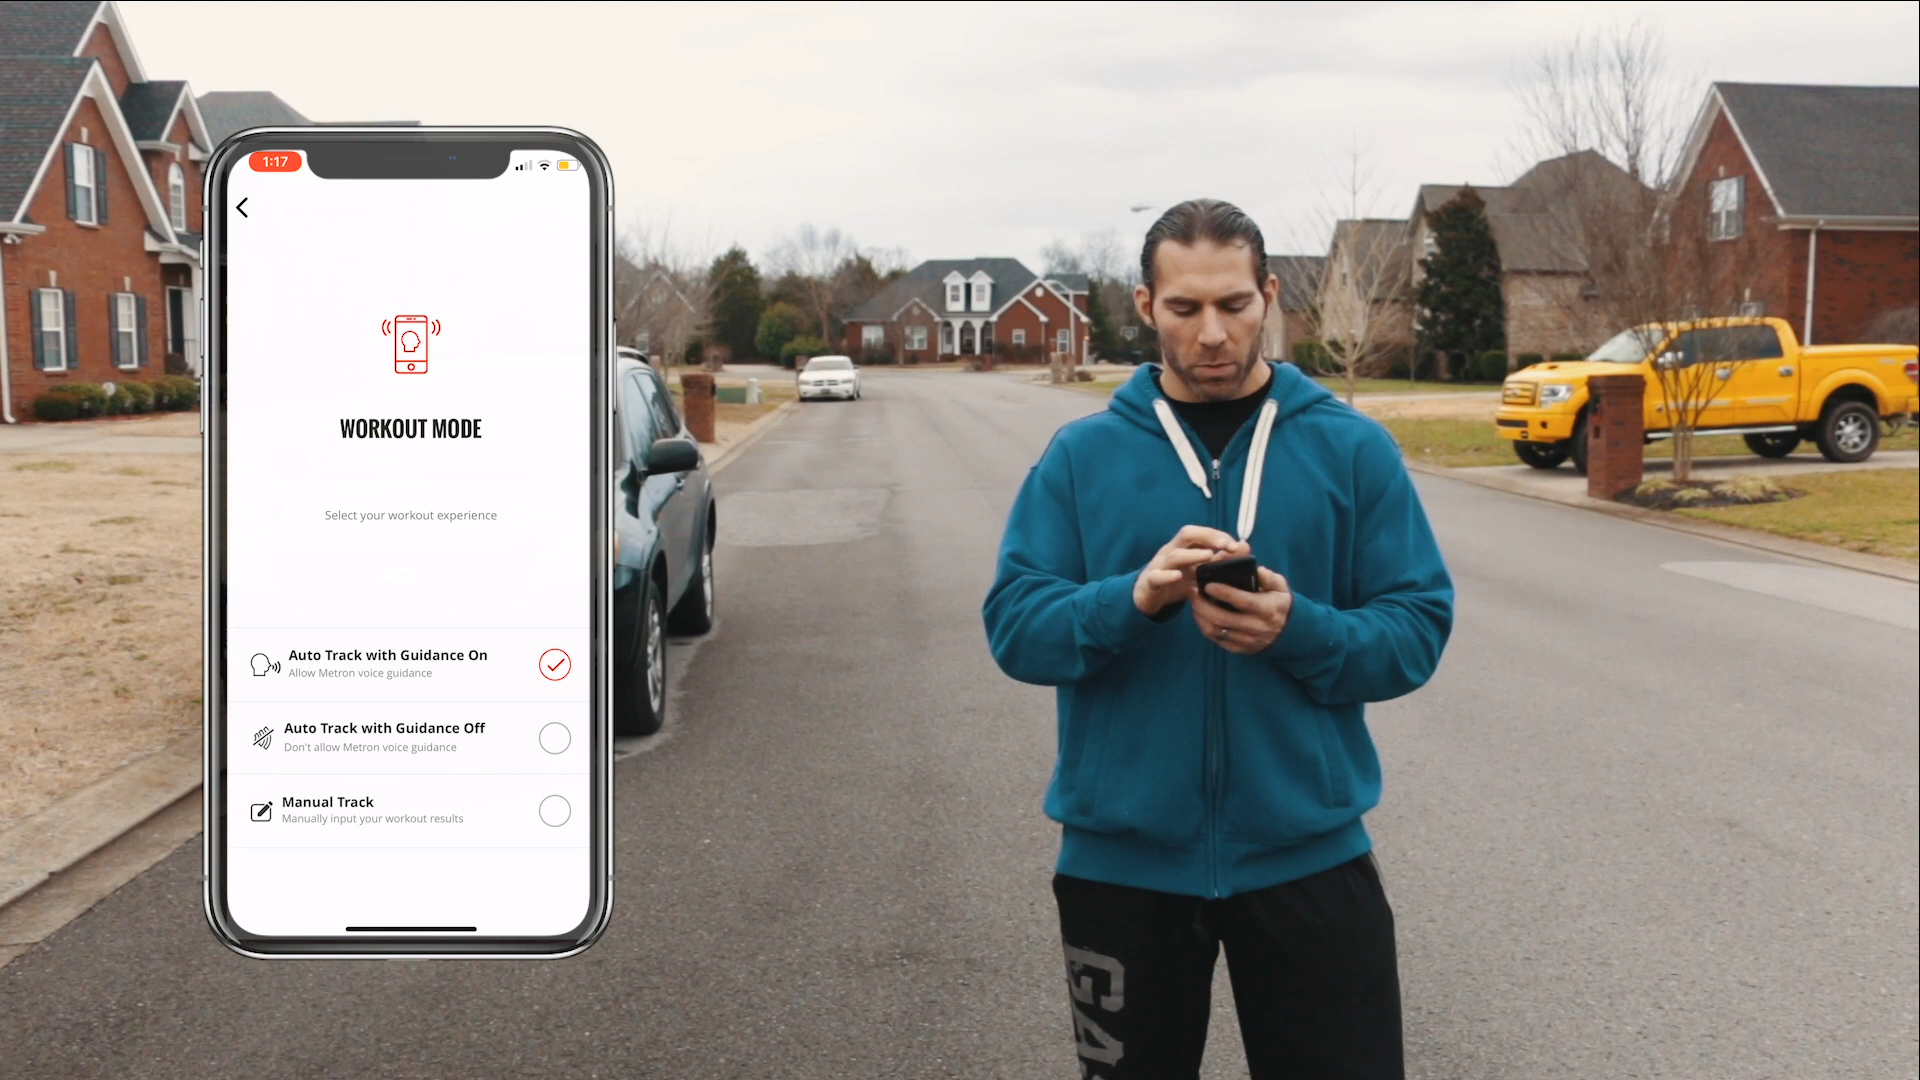 1:17
WORKOUT MODE
Select your workout experience
Auto Track with Guidance On
Allow Metron voice guidance
Auto Track with Guidance Off
Don't allow Metron voice guidance
Manual Track
Manually input your workout results